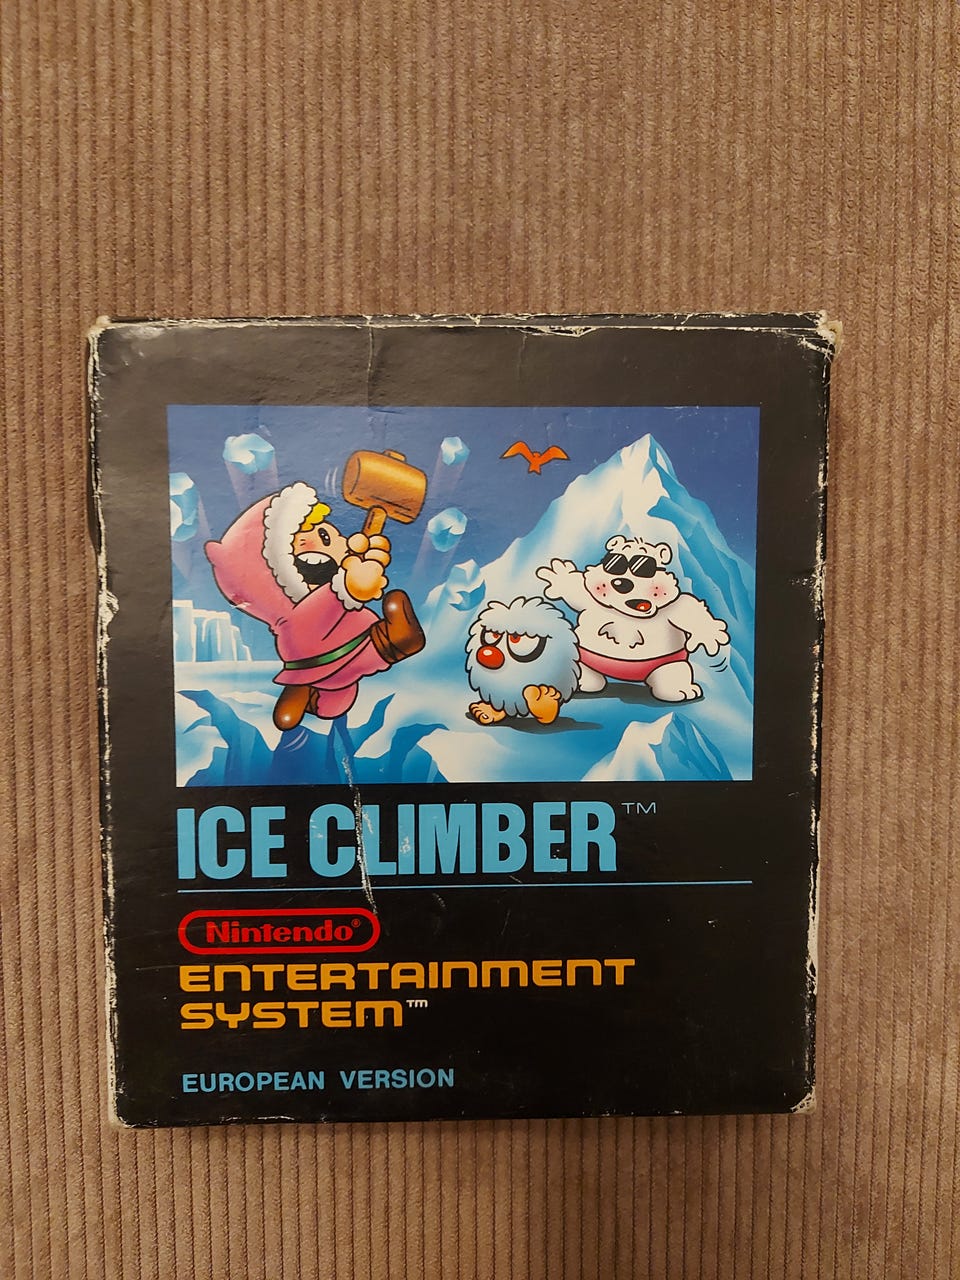 ICE CLIMBER™
Nintendo®
ENTERTAINMENT
SYSTEM™
EUROPEAN VERSION